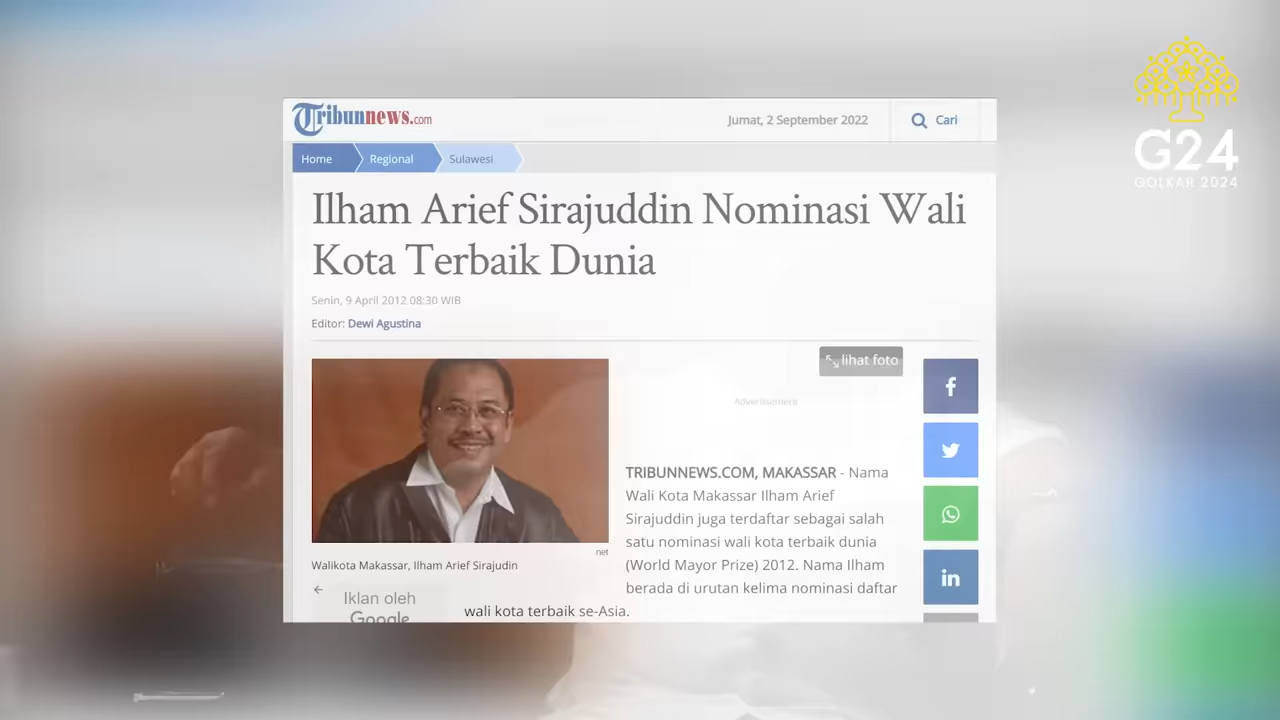 G24
GOLKAR 2024
Tribunnews.com
Jumat, 2 September 2022
Cari
Home
Regional
Sulawesi
Ilham Arief Sirajuddin Nominasi Wali
Kota Terbaik Dunia
Senin, 9 April 2012 08:30 WIB
Editor: Dewi Agustina
lihat foto
Advertisement
net
Walikota Makassar, Ilham Arief Sirajudin
TRIBUNNEWS.COM, MAKASSAR - Nama
Wali Kota Makassar Ilham Arief
Sirajuddin juga terdaftar sebagai salah
satu nominasi wali kota terbaik dunia
(World Mayor Prize) 2012. Nama Ilham
berada di urutan kelima nominasi daftar
wali kota terbaik se-Asia.
Iklan oleh
Google
f
in